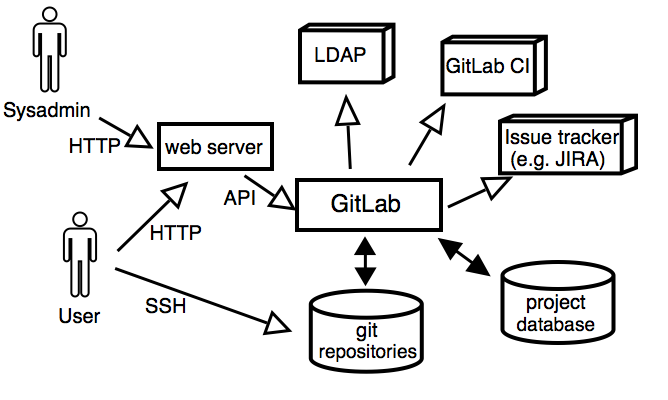 LDAP
GitLab CI
Sysadmin
HTTP
web server
Issue tracker
(e.g. JIRA)
API
GitLab
HTTP
User
SSH
git
repositories
project
database